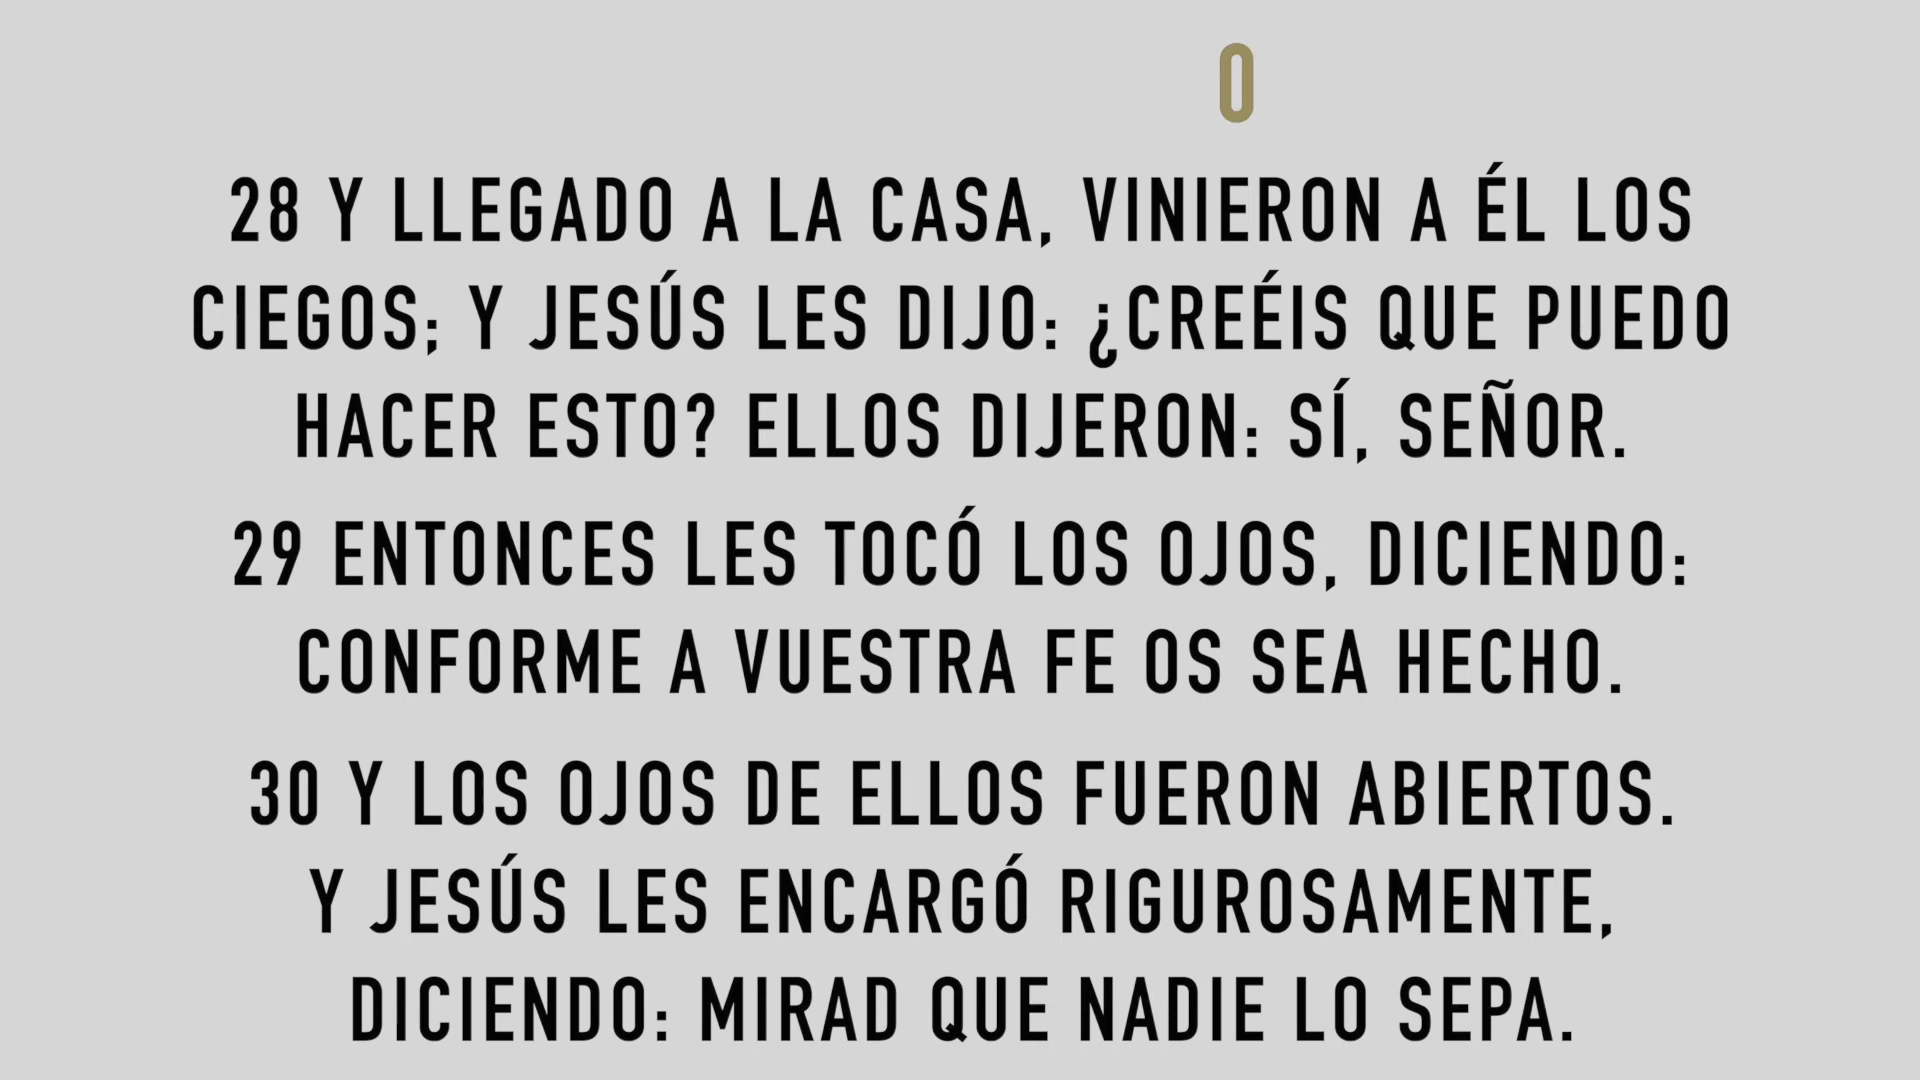 0
28 Y LLEGADO A LA CASA, VINIERON A ÉL LOS
CIEGOS; Y JESÚS LES DIJO: ¿CREÉIS QUE PUEDO
HACER ESTO? ELLOS DIJERON: SÍ, SEÑOR.
29 ENTONCES LES TOCÓ LOS OJOS, DICIENDO:
CONFORME A VUESTRA FE OS SEA HECHO.
30 Y LOS OJOS DE ELLOS FUERON ABIERTOS.
Y JESÚS LES ENCARGÓ RIGUROSAMENTE,
DICIENDO: MIRAD QUE NADIE LO SEPA.